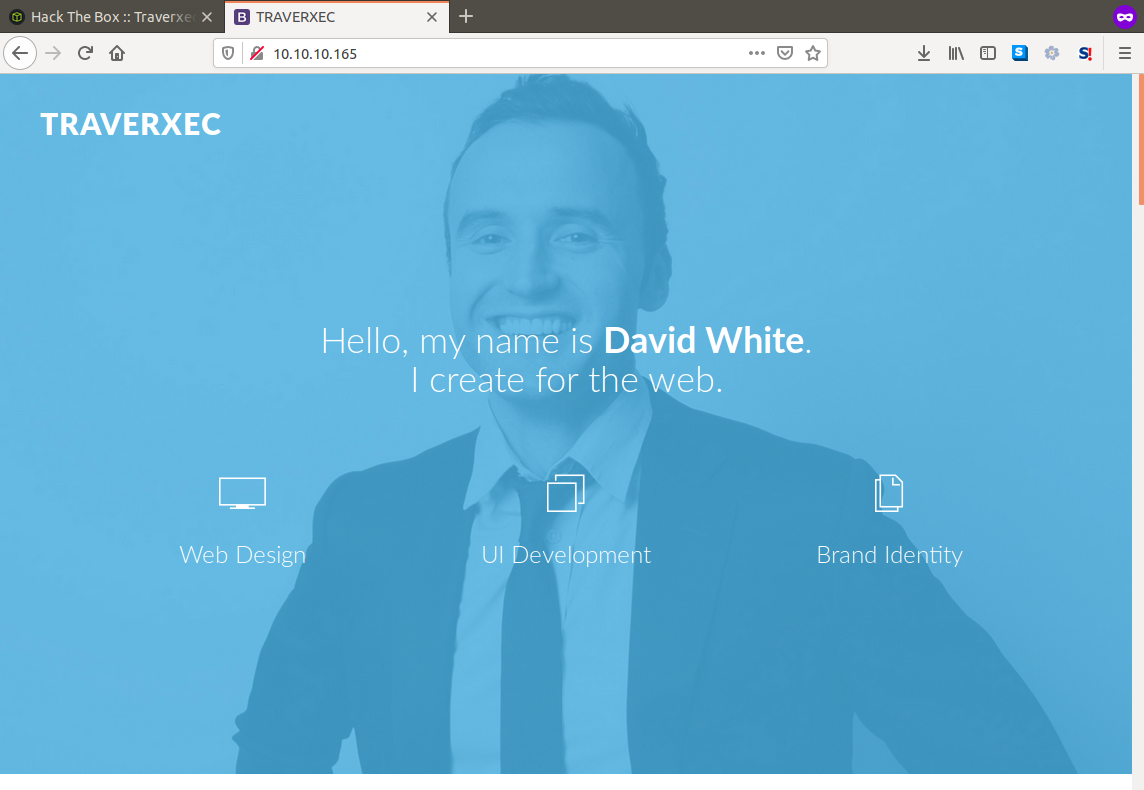 Hack The Box :: Traverxec
TRAVERXEC
10.10.10.165
TRAVERXEC
Hello, my name is David White.
I create for the web.
Web Design
UI Development
Brand Identity